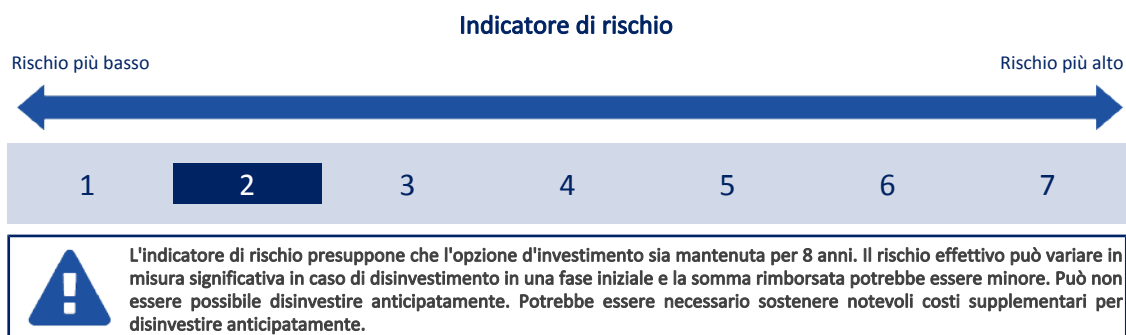 Indicatore di rischio
Rischio più basso
Rischio più alto
1 2 3 4 5 6 7
L'indicatore di rischio presuppone che l'opzione d'investimento sia mantenuta per 8 anni. Il rischio effettivo può variare in
misura significativa in caso di disinvestimento in una fase iniziale e la somma rimborsata potrebbe essere minore. Può non
essere possibile disinvestire anticipatamente. Potrebbe essere necessario sostenere notevoli costi supplementari per
disinvestire anticipatamente.